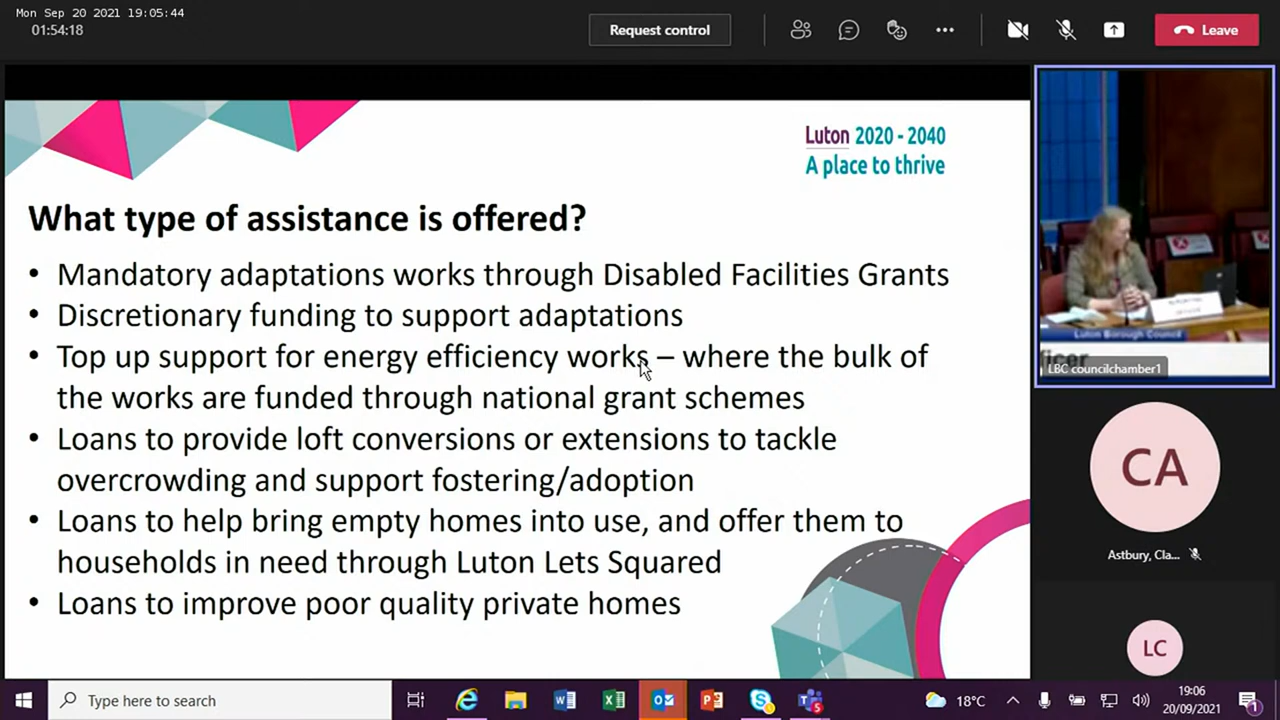 Mon Sep 20 2021 19:05:44
01:54:18
Request control
Leave
Luton 2020 - 2040
A place to thrive
What type of assistance is offered?
• Mandatory adaptations works through Disabled Facilities Grants
• Discretionary funding to support adaptations
• Top up support for energy efficiency works – where the bulk of
the works are funded through national grant schemes
• Loans to provide loft conversions or extensions to tackle
overcrowding and support fostering/adoption
• Loans to help bring empty homes into use, and offer them to
households in need through Luton Lets Squared
• Loans to improve poor quality private homes
Luton Borough Council
ficer
LBC councilchamber1
CA
Astbury, Cla...
LC
Type here to search
18°C
19:06
20/09/2021
1
5